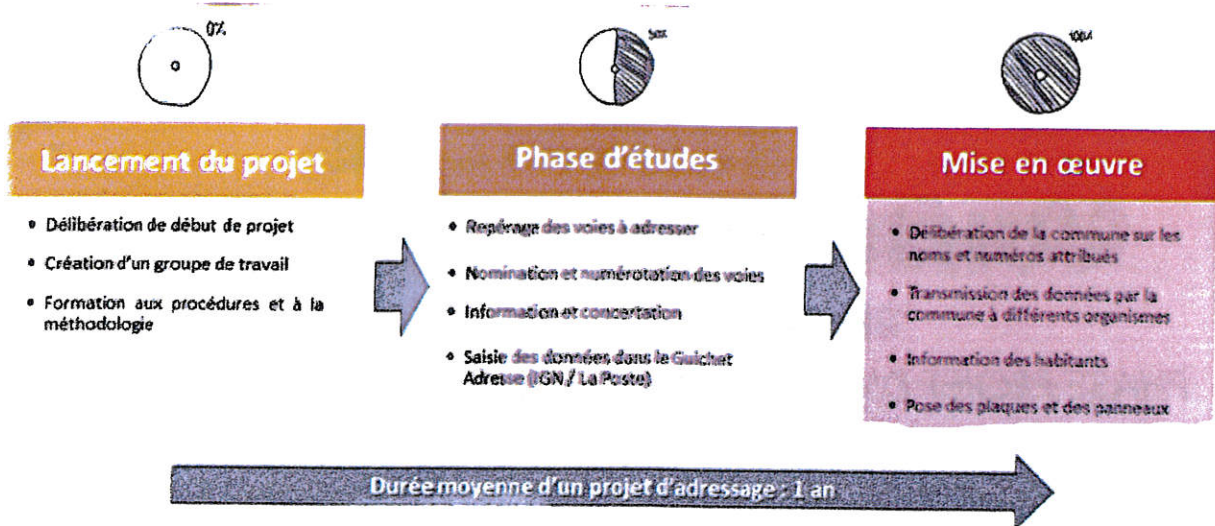 0%
50%
100%
Lancement du projet
• Délibération de début de projet
• Création d'un groupe de travail
• Formation aux procédures et à la
méthodologie
Phase d'études
• Repérage des voies à adresser
• Nomination et numérotation des voies
• Information et concertation
• Saisie des données dans le Guichet
Adresse (IGN / La Poste)
Mise en œuvre
• Délibération de la commune sur les
noms et numéros attribués
• Transmission des données par la
commune à différents organismes
• Information des habitants
• Pose des plaques et des panneaux
Durée moyenne d'un projet d'adressage : 1 an